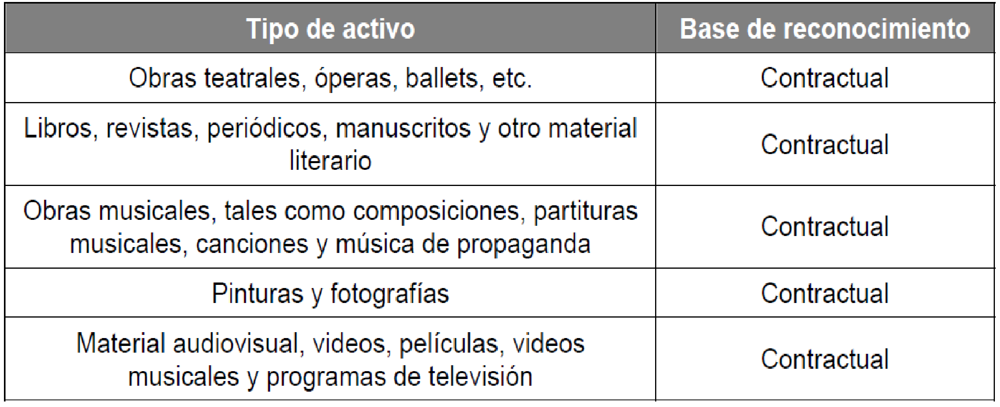 Tipo de activo
Base de reconocimiento
Obras teatrales, óperas, ballets, etc.
Contractual
Libros, revistas, periódicos, manuscritos y otro material
literario
Contractual
Obras musicales, tales como composiciones, partituras
musicales, canciones y música de propaganda
Contractual
Pinturas y fotografías
Contractual
Material audiovisual, videos, películas, videos
musicales y programas de televisión
Contractual